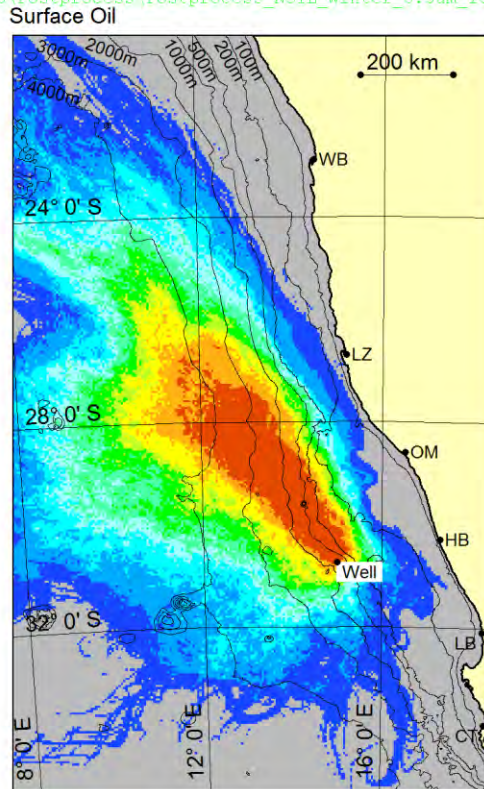 Surface Oil
3000m
2000m
1000m
500m
200m
100m
4000m
200 km
WB
24° 0' S
LZ
28° 0' S
OM
HB
Well
32° 0' S
LB
CT
8° 0' E
12° 0' E
16° 0' E